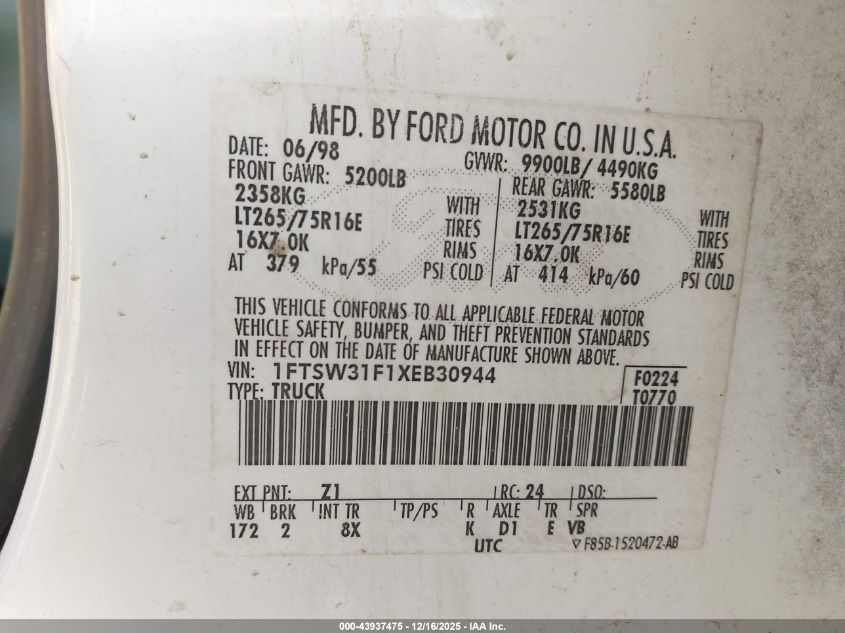 MFD. BY FORD MOTOR CO. IN U.S.A.
DATE: 06/98 GVWR: 9900LB/ 4490KG
FRONT GAWR: 5200LB REAR GAWR: 5580LB
2358KG WITH 2531KG WITH
LT265/75R16E TIRES LT265/75R16E TIRES
16X7.0K RIMS 16X7.0K RIMS
AT 379 kPa/55 PSI COLD AT 414 kPa/60 PSI COLD
THIS VEHICLE CONFORMS TO ALL APPLICABLE FEDERAL MOTOR
VEHICLE SAFETY, BUMPER, AND THEFT PREVENTION STANDARDS
IN EFFECT ON THE DATE OF MANUFACTURE SHOWN ABOVE.
VIN: 1FTSW31F1XEB30944 F0224
TYPE: TRUCK T0770
EXT PNT: Z1 RC: 24 DSO:
WB BRK INT TR TP/PS R AXLE TR SPR
172 2 8X K D1 E VB
UTC ▽ F85B-1520472-AB
000-43937475 - 12/16/2025 - IAA Inc.